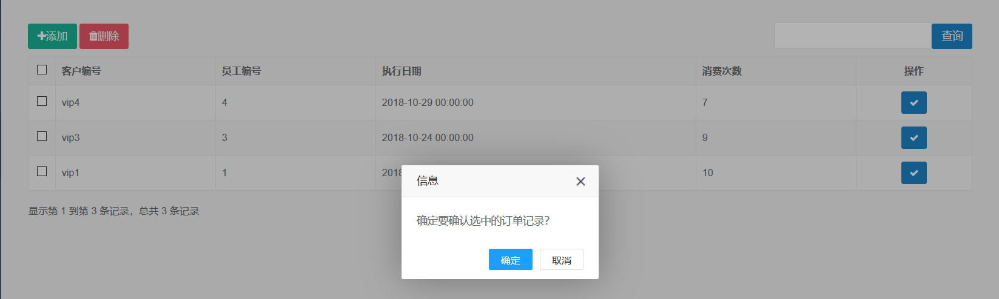 添加 删除 查询
客户编号 员工编号 执行日期 消费次数 操作
vip4 4 2018-10-29 00:00:00 7
vip3 3 2018-10-24 00:00:00 9
vip1 1 2018 10
信息
显示第 1 到第 3 条记录，总共 3 条记录
确定要确认选中的订单记录？
确定 取消